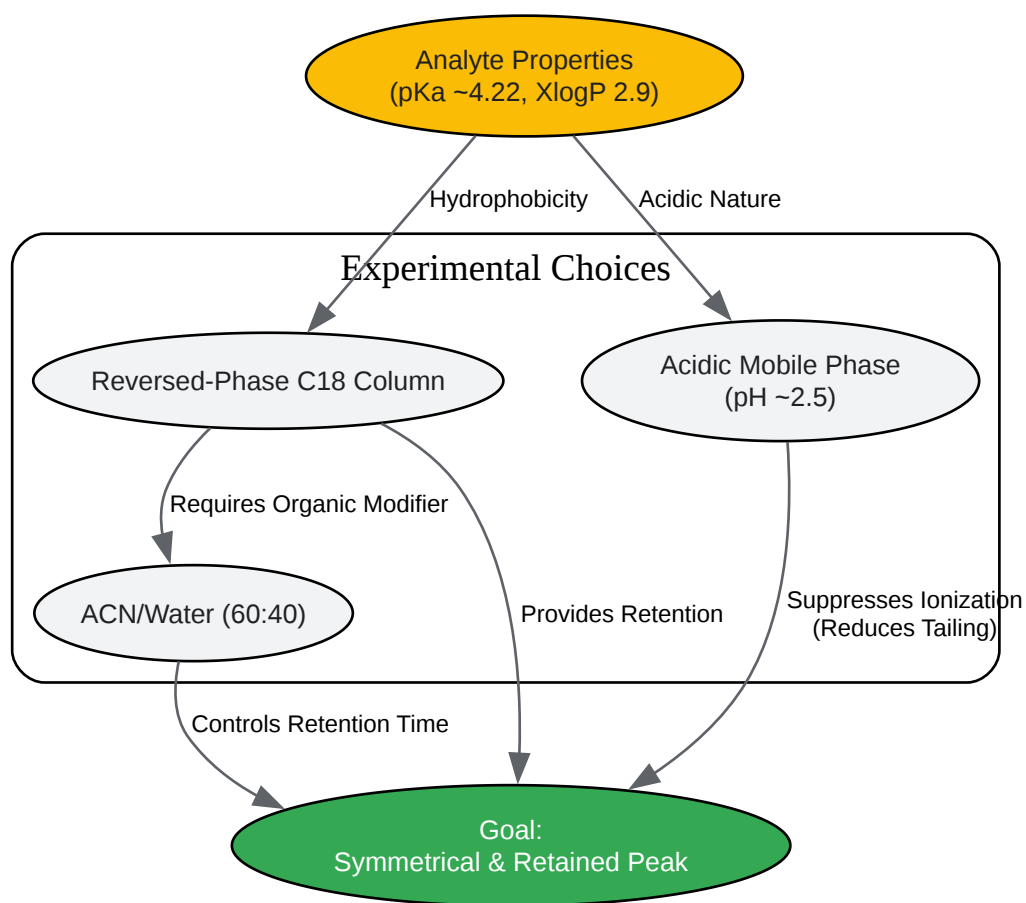 Analyte Properties
(pKa ~4.22, XlogP 2.9)
Hydrophobicity
Acidic Nature
Experimental Choices
Reversed-Phase C18 Column
Acidic Mobile Phase
(pH ~2.5)
Requires Organic Modifier
ACN/Water (60:40)
Provides Retention
Suppresses Ionization
(Reduces Tailing)
Controls Retention Time
Goal:
Symmetrical & Retained Peak